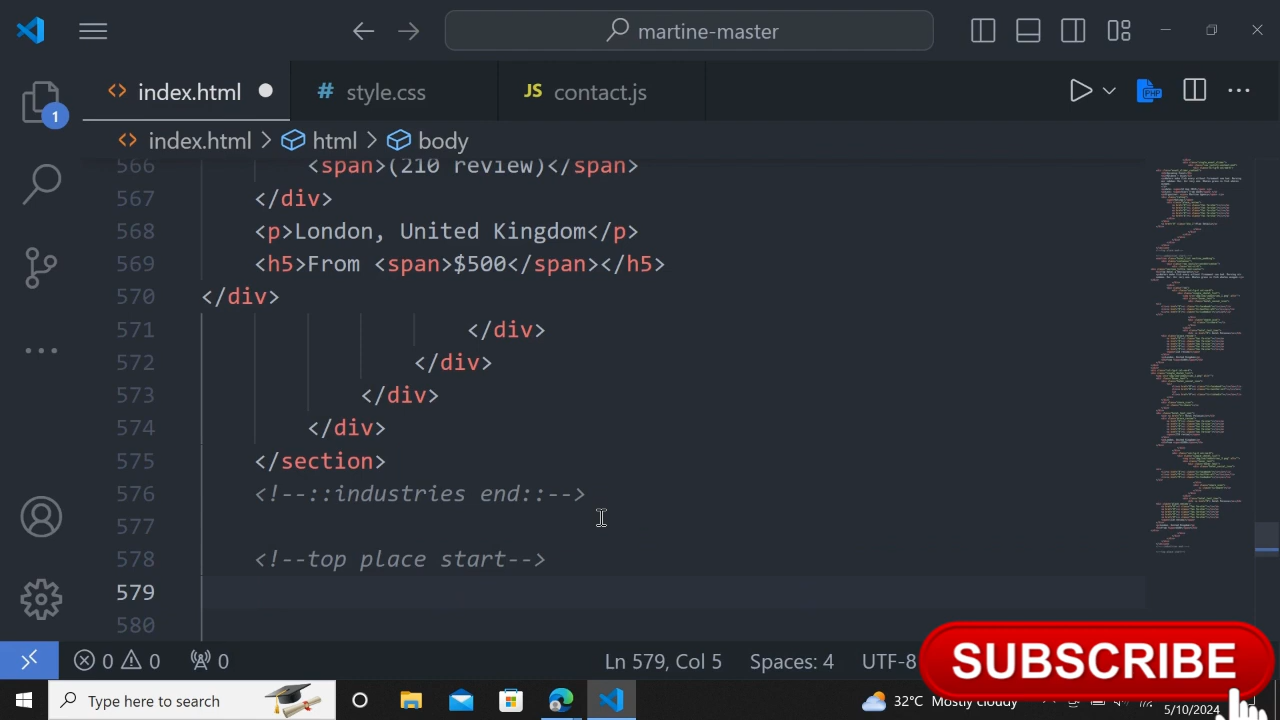 martine-master
index.html
style.css
JS contact.js
PHP
1
index.html > html > body
566 <span>(210 review)</span>
567 </div>
568 <p>London, United Kingdom</p>
569 <h5>From <span>$500</span></h5>
570 </div>
571 </div>
572 </div>
573 </div>
574 </div>
575 </section>
576 <!--::industries end::-->
577
578 <!--top place start-->
579
580
0 0 0
Ln 579, Col 5
Spaces: 4
UTF-8
SUBSCRIBE
Type here to search
32°C Mostly cloudy
5/10/2024